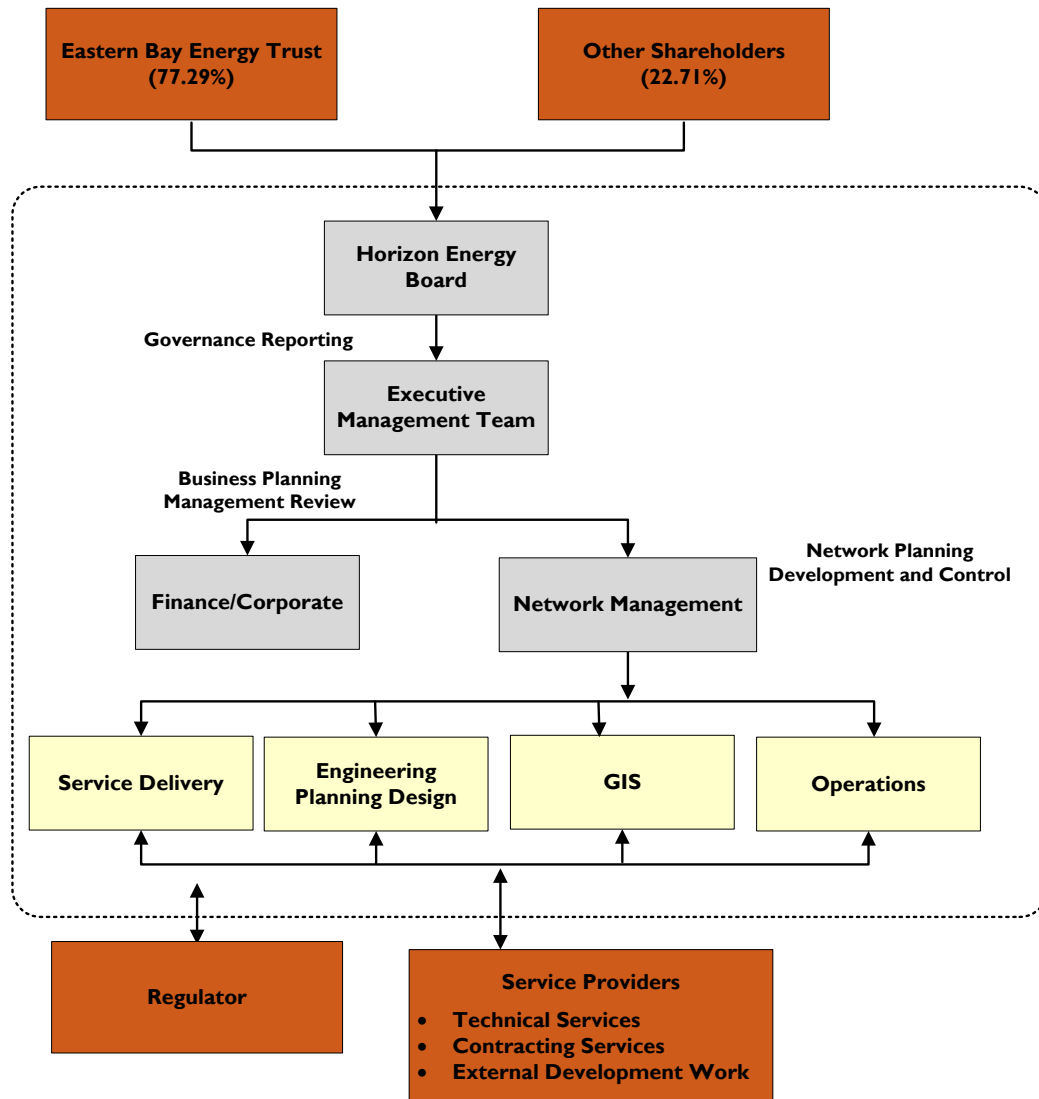 Eastern Bay Energy Trust
(77.29%)
Other Shareholders
(22.71%)
Horizon Energy
Board
Governance Reporting
Executive
Management Team
Business Planning
Management Review
Network Planning
Development and Control
Finance/Corporate
Network Management
Service Delivery
Engineering
Planning Design
GIS
Operations
Regulator
Service Providers
• Technical Services
• Contracting Services
• External Development Work